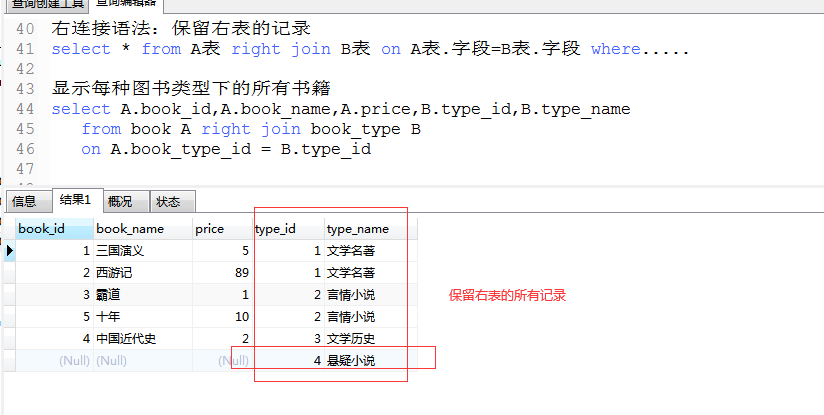 查询创建工具 查询编辑器
40 右连接语法：保留右表的记录
41 select * from A表 right join B表 on A表.字段=B表.字段 where.....
42
43 显示每种图书类型下的所有书籍
44 select A.book_id,A.book_name,A.price,B.type_id,B.type_name
45 from book A right join book_type B
46 on A.book_type_id = B.type_id
47
信息 结果1 概况 状态
book_id book_name price type_id type_name
1 三国演义 5 1 文学名著
2 西游记 89 1 文学名著
3 霸道 1 2 言情小说
保留右表的所有记录
5 十年 10 2 言情小说
4 中国近代史 2 3 文学历史
(Null) (Null) (Null) 4 悬疑小说